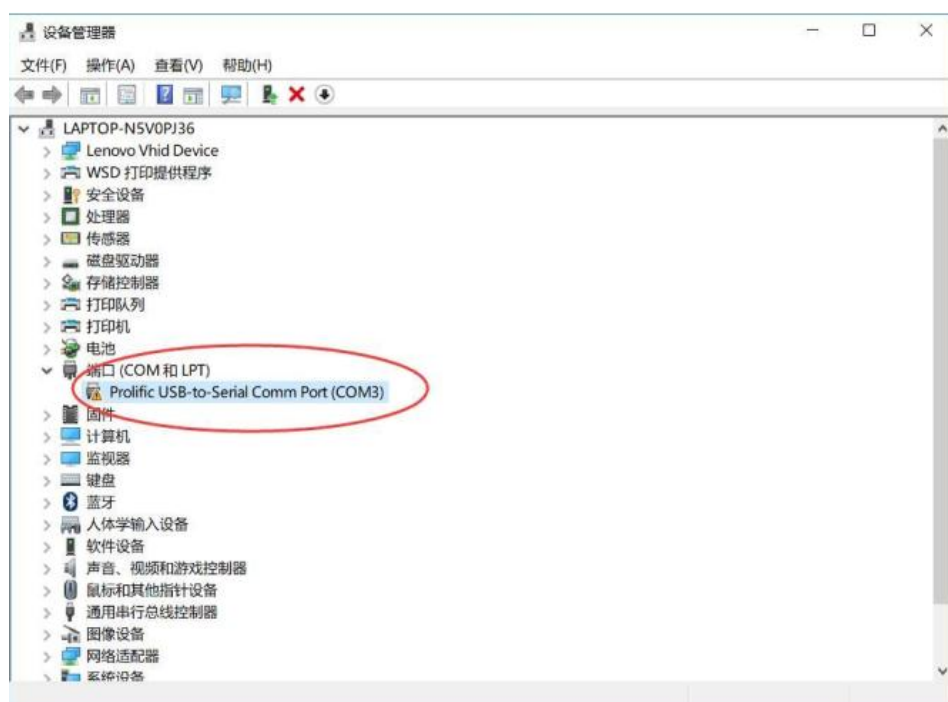 设备管理器
文件(F) 操作(A) 查看(V) 帮助(H)
LAPTOP-N5V0PJ36
Lenovo Vhid Device
WSD 打印提供程序
安全设备
处理器
传感器
磁盘驱动器
存储控制器
打印队列
打印机
电池
端口 (COM 和 LPT)
Prolific USB-to-Serial Comm Port (COM3)
固件
计算机
监视器
键盘
蓝牙
人体学输入设备
软件设备
声音、视频和游戏控制器
鼠标和其他指针设备
通用串行总线控制器
图像设备
网络适配器
系统设备